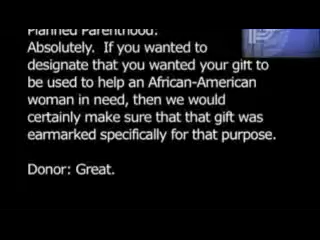 Planned Parenthood:
Absolutely. If you wanted to
designate that you wanted your gift to
be used to help an African-American
woman in need, then we would
certainly make sure that that gift was
earmarked specifically for that purpose.
Donor: Great.